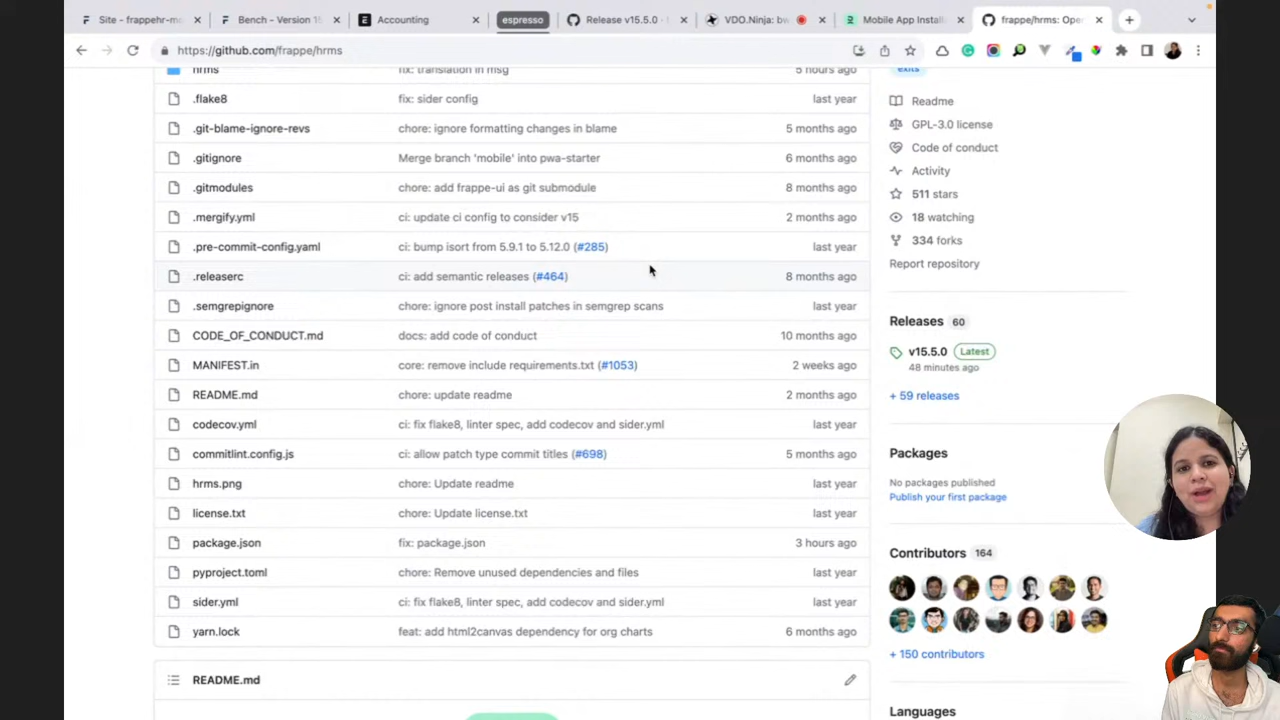 Site - frappehr-mo
Bench - Version 15
Accounting
espresso
Release v15.5.0 ·
VDO.Ninja: bw
Mobile App Install
frappe/hrms: Open
https://github.com/frappe/hrms
hrms fix: translation in msg 5 hours ago
.flake8 fix: sider config last year
.git-blame-ignore-revs chore: ignore formatting changes in blame 5 months ago
.gitignore Merge branch 'mobile' into pwa-starter 6 months ago
.gitmodules chore: add frappe-ui as git submodule 8 months ago
.mergify.yml ci: update ci config to consider v15 2 months ago
.pre-commit-config.yaml ci: bump isort from 5.9.1 to 5.12.0 (#285) last year
.releaserc ci: add semantic releases (#464) 8 months ago
.semgrepignore chore: ignore post install patches in semgrep scans last year
CODE_OF_CONDUCT.md docs: add code of conduct 10 months ago
MANIFEST.in core: remove include requirements.txt (#1053) 2 weeks ago
README.md chore: update readme 2 months ago
codecov.yml ci: fix flake8, linter spec, add codecov and sider.yml last year
commitlint.config.js ci: allow patch type commit titles (#698) 5 months ago
hrms.png chore: Update readme last year
license.txt chore: Update license.txt last year
package.json fix: package.json 3 hours ago
pyproject.toml chore: Remove unused dependencies and files last year
sider.yml ci: fix flake8, linter spec, add codecov and sider.yml last year
yarn.lock feat: add html2canvas dependency for org charts 6 months ago
README.md
Readme
GPL-3.0 license
Code of conduct
Activity
511 stars
18 watching
334 forks
Report repository
Releases 60
v15.5.0 Latest
48 minutes ago
+ 59 releases
Packages
No packages published
Publish your first package
Contributors 164
+ 150 contributors
Languages